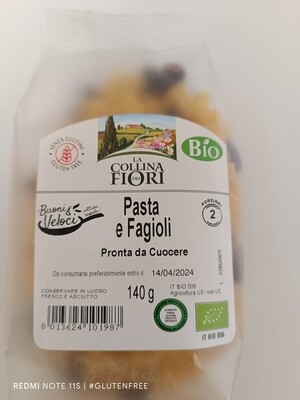 SENZA GLUTINE
GLUTEN FREE
LA
COLLINA
DEI
FIORI
Bio
Buoni &
Veloci
Pasta
e Fagioli
PORZIONI
2
Pronta da Cuocere
Da consumarsi preferibilmente entro il 14/04/2024
CONSERVARE IN LUOGO
FRESCO E ASCIUTTO
140 g
IT BIO 006
Agricoltura UE/ non UE
8 013624 101987
IT BIO 006
REDMI NOTE 11S | #GLUTENFREE